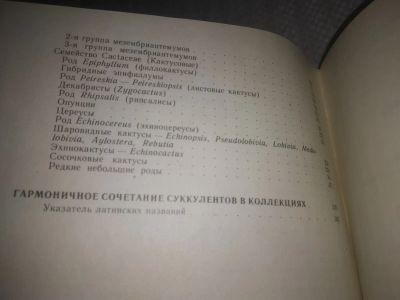 2-я группа мезембриантемумов
3-я группа мезембриантемумов
Семейство Cactaceae (Кактусовые)
Род Epiphyllum (филлокактусы)
Гибридные эпифиллумы
Род Peireskia — Peireskiopsis (листовые кактусы)
Декабристы (Zygocactus)
Род Rhipsalis (рипсалисы)
Опунции
Цереусы
Род Echinocereus (эхиноцереусы)
Шаровидные кактусы — Echinopsis, Pseudolobivia, Lobivia, Medio-
lobivia, Aylostera, Rebutia
Эхинокактусы — Echinocactus
Сосочковые кактусы
Редкие небольшие роды
ГАРМОНИЧНОЕ СОЧЕТАНИЕ СУККУЛЕНТОВ В КОЛЛЕКЦИЯХ
Указатель латинских названий